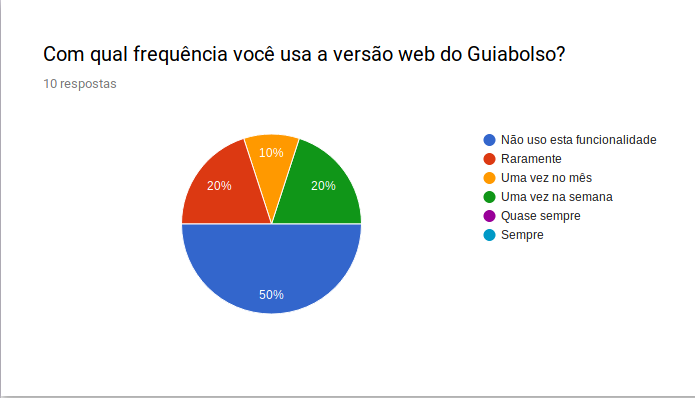 Com qual frequência você usa a versão web do Guiabolso?
10 respostas
10%
20%
20%
50%
Não uso esta funcionalidade
Raramente
Uma vez no mês
Uma vez na semana
Quase sempre
Sempre